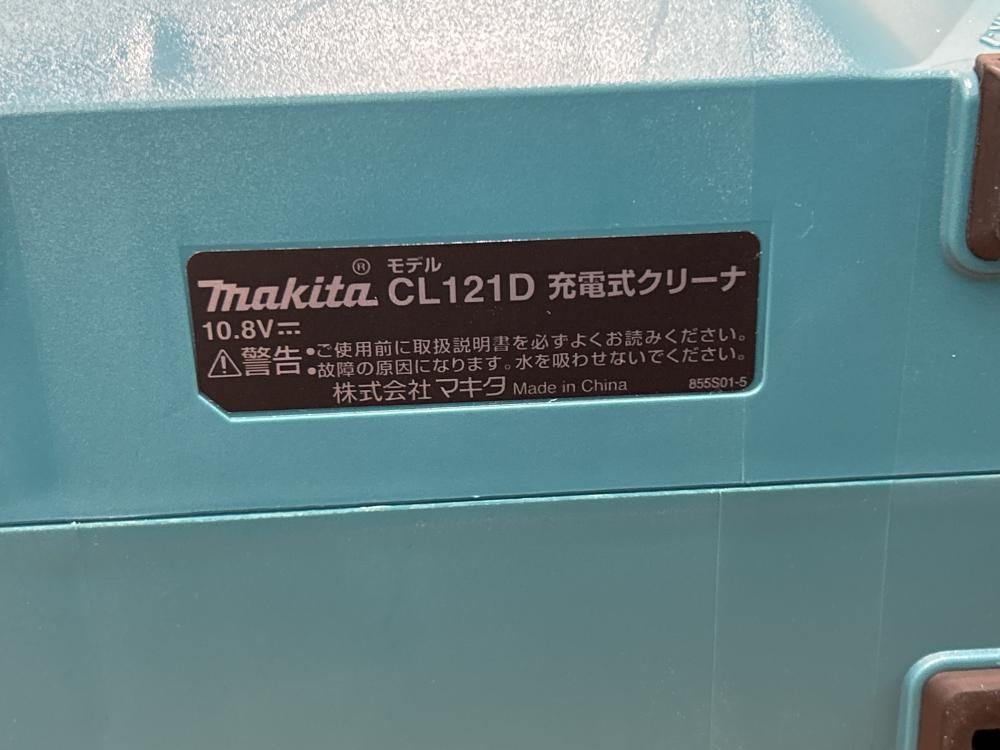 モデル
makita® CL121D 充電式クリーナ
10.8V⎓
⚠警告 •ご使用前に取扱説明書を必ずよくお読みください。
•故障の原因になります。水を吸わせないでください。
株式会社マキタ Made in China 855S01-5